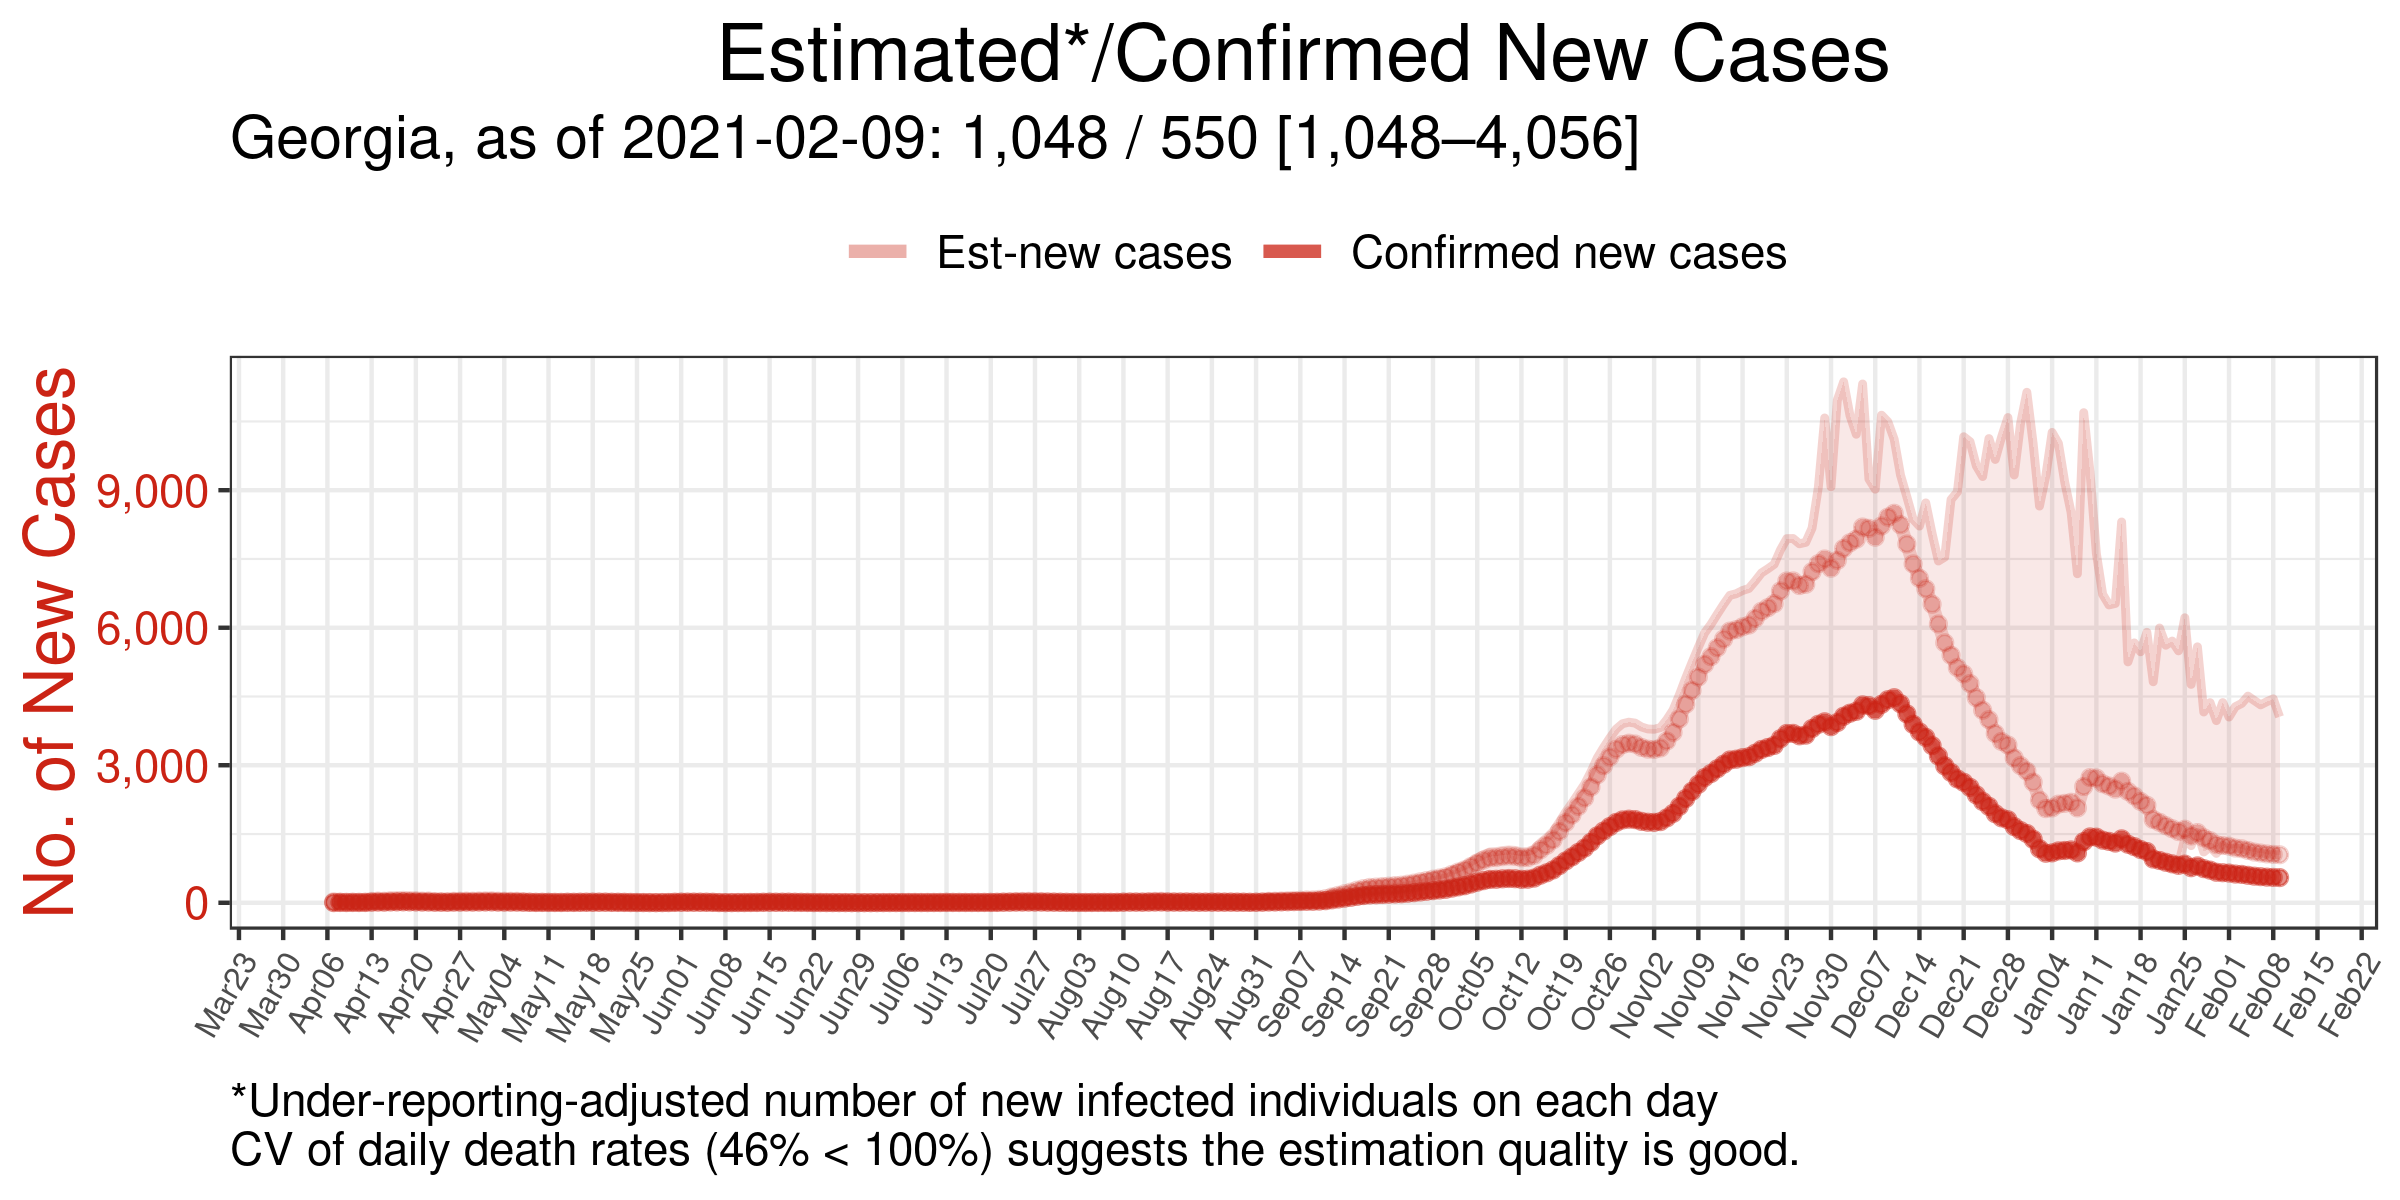 Estimated*/Confirmed New Cases
Georgia, as of 2021-02-09: 1,048 / 550 [1,048–4,056]
Est-new cases Confirmed new cases
No. of New Cases
9,000
6,000
3,000
0
Mar23 Mar30 Apr06 Apr13 Apr20 Apr27 May04 May11 May18 May25 Jun01 Jun08 Jun15 Jun22 Jun29 Jul06 Jul13 Jul20 Jul27 Aug03 Aug10 Aug17 Aug24 Aug31 Sep07 Sep14 Sep21 Sep28 Oct05 Oct12 Oct19 Oct26 Nov02 Nov09 Nov16 Nov23 Nov30 Dec07 Dec14 Dec21 Dec28 Jan04 Jan11 Jan18 Jan25 Feb01 Feb08 Feb15 Feb22
*Under-reporting-adjusted number of new infected individuals on each day
CV of daily death rates (46% < 100%) suggests the estimation quality is good.